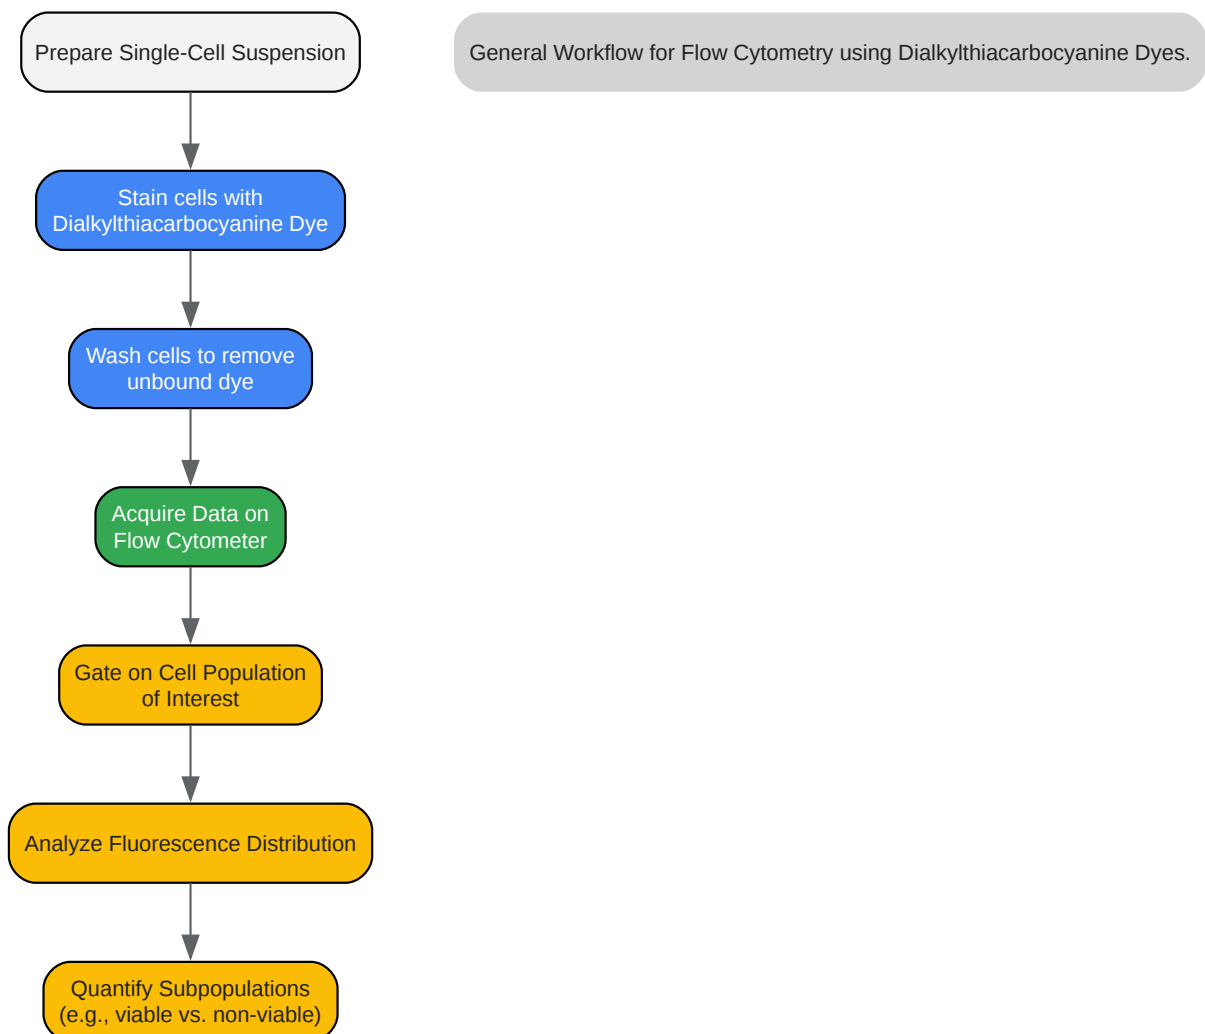 Prepare Single-Cell Suspension
General Workflow for Flow Cytometry using Dialkylthiacarbocyanine Dyes.
Stain cells with
Dialkylthiacarbocyanine Dye
Wash cells to remove
unbound dye
Acquire Data on
Flow Cytometer
Gate on Cell Population
of Interest
Analyze Fluorescence Distribution
Quantify Subpopulations
(e.g., viable vs. non-viable)